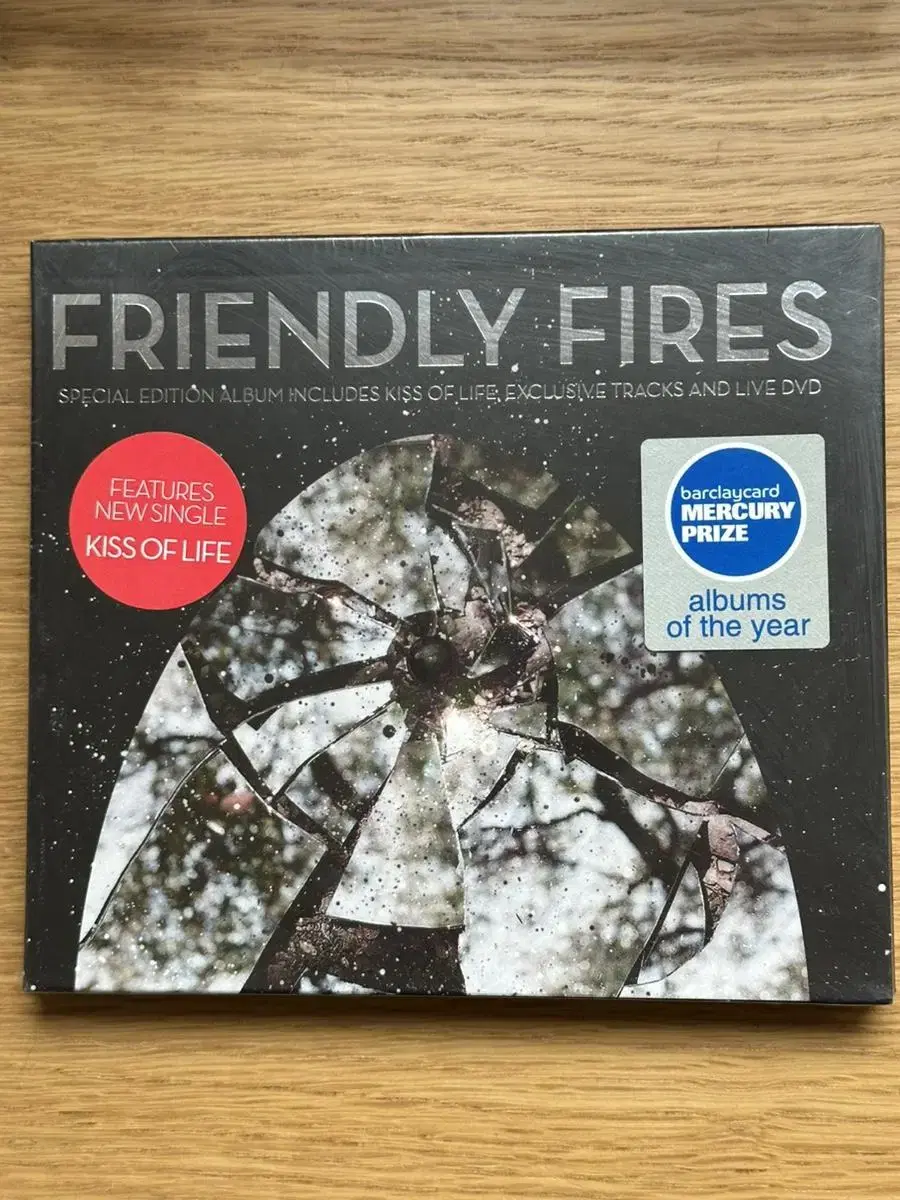 FRIENDLY FIRES
SPECIAL EDITION ALBUM INCLUDES KISS OF LIFE, EXCLUSIVE TRACKS AND LIVE DVD
FEATURES
NEW SINGLE
KISS OF LIFE
barclaycard
MERCURY
PRIZE
albums
of the year